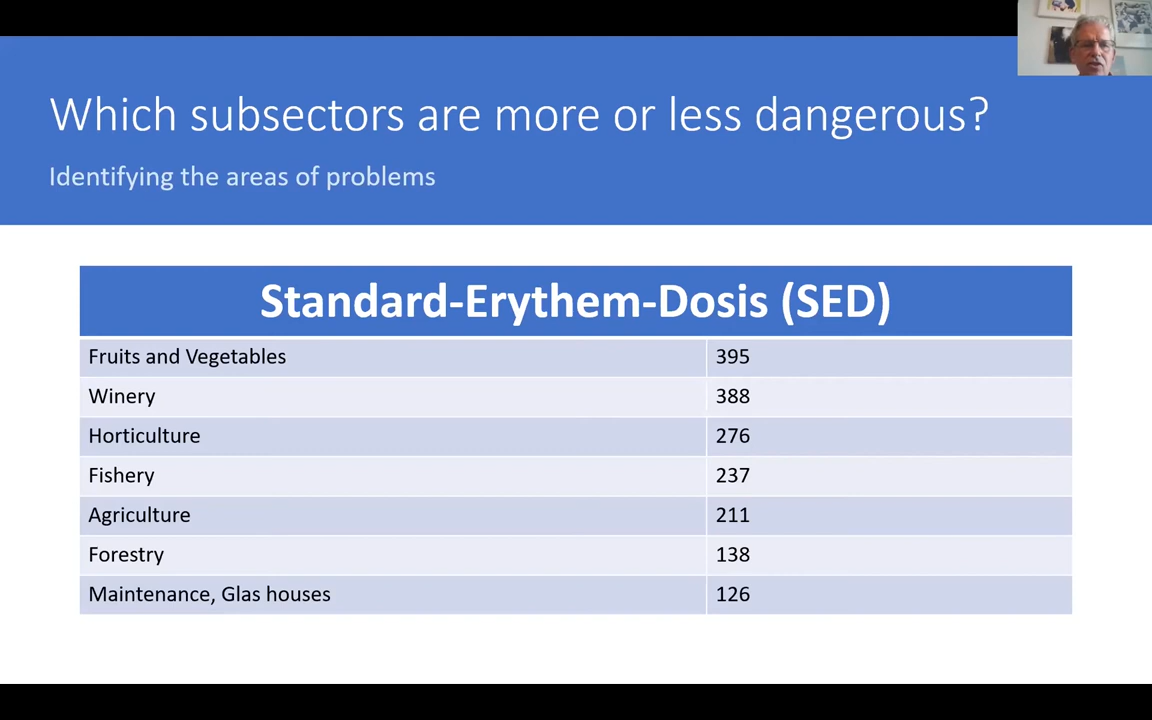 Which subsectors are more or less dangerous?
Identifying the areas of problems
Standard-Erythem-Dosis (SED)
Fruits and Vegetables 395
Winery 388
Horticulture 276
Fishery 237
Agriculture 211
Forestry 138
Maintenance, Glas houses 126